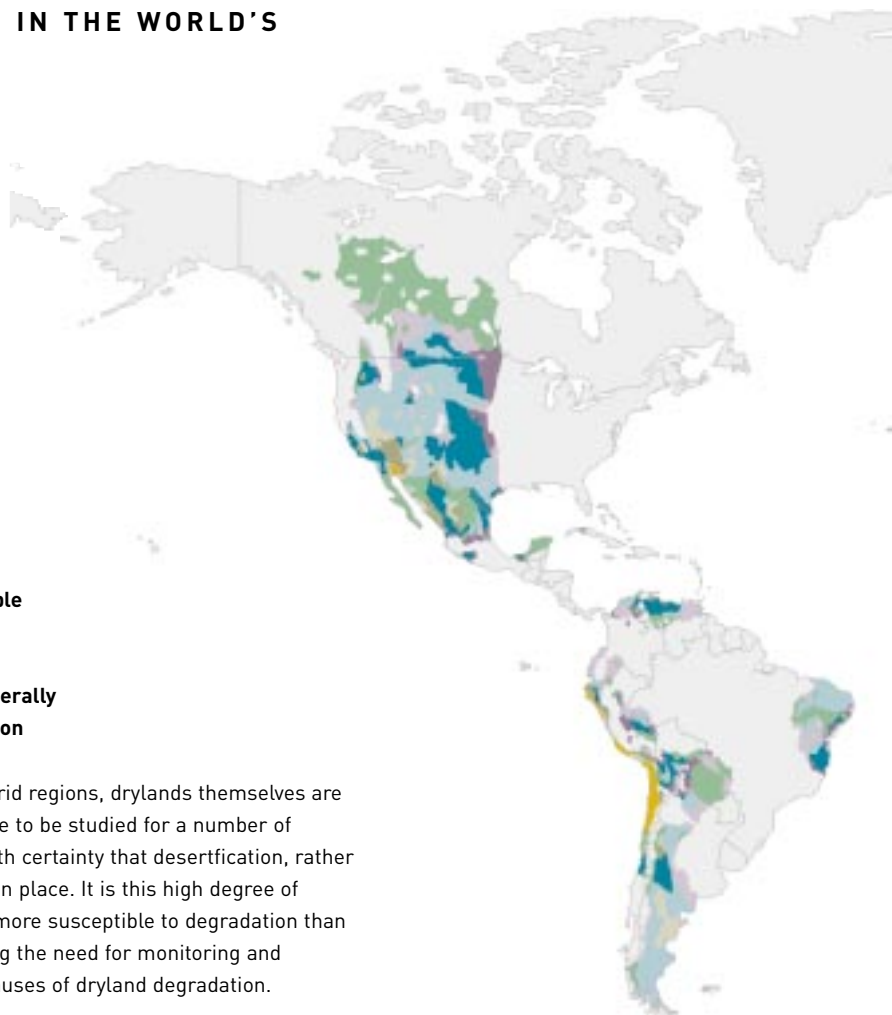 IN THE WORLD'S
ble
erally
on
rid regions, drylands themselves are
e to be studied for a number of
th certainty that desertfication, rather
n place. It is this high degree of
more susceptible to degradation than
g the need for monitoring and
uses of dryland degradation.